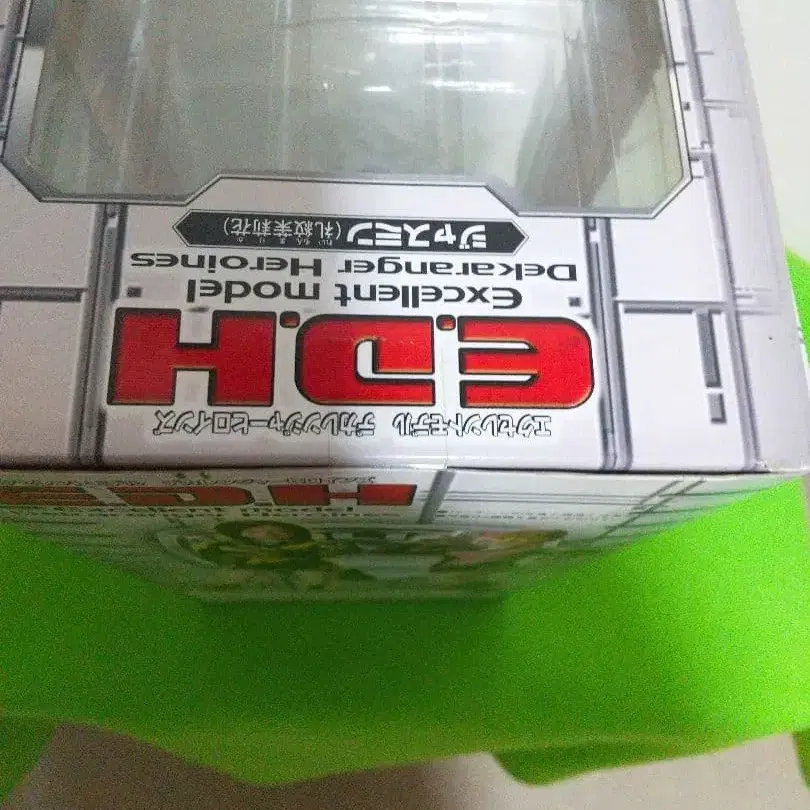 エクセレントモデル デカレンジャーヒロインズ
E.D.H
Excellent model
Dekaranger Heroines
ジャスミン(礼紋茉莉花)